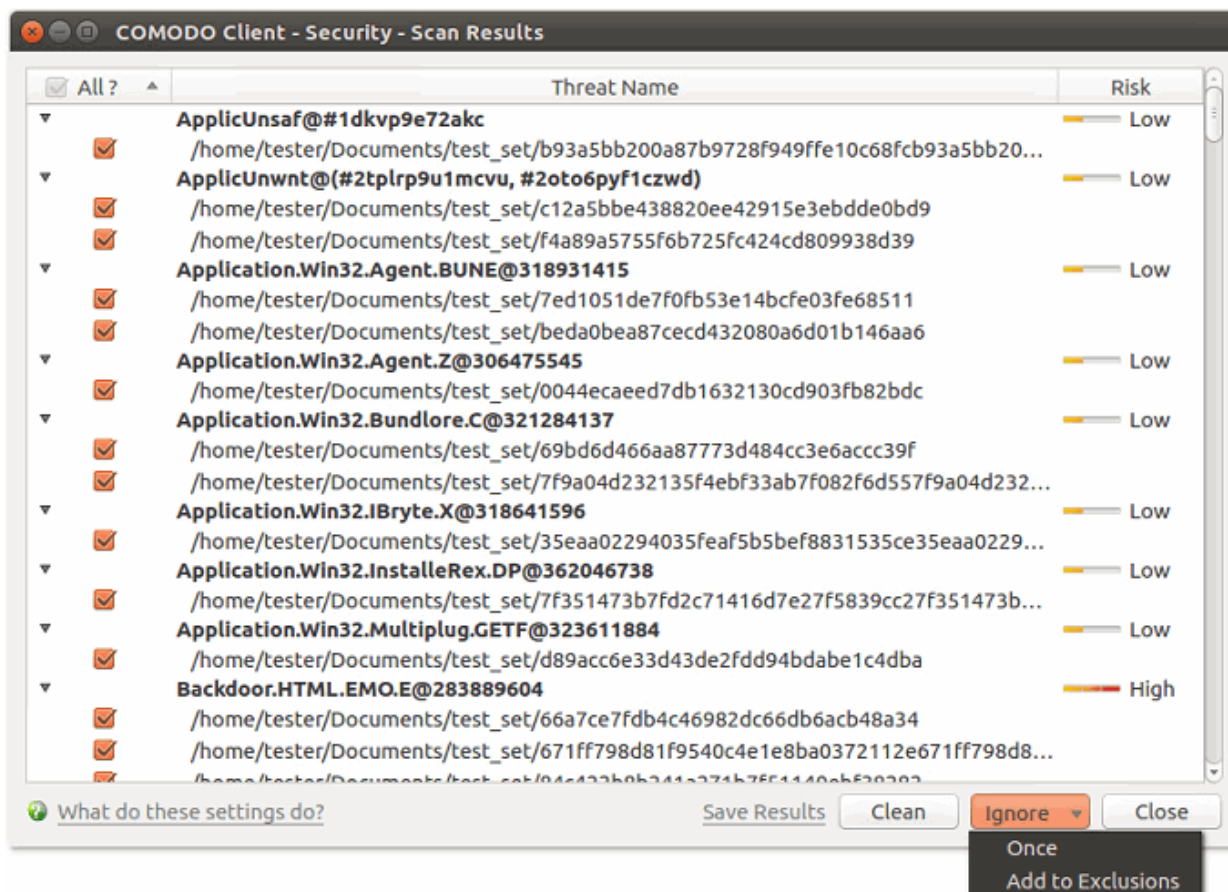 COMODO Client - Security - Scan Results
All ? Threat Name Risk
ApplicUnsaf@#1dkvp9e72akc Low
/home/tester/Documents/test_set/b93a5bb200a87b9728f949ffe10c68fcb93a5bb20...
ApplicUnwnt@(#2tplrp9u1mcvu, #2oto6pyf1czwd) Low
/home/tester/Documents/test_set/c12a5bbe438820ee42915e3ebdde0bd9
/home/tester/Documents/test_set/f4a89a5755f6b725fc424cd809938d39
Application.Win32.Agent.BUNE@318931415 Low
/home/tester/Documents/test_set/7ed1051de7f0fb53e14bcfe03fe68511
/home/tester/Documents/test_set/beda0bea87cecd432080a6d01b146aa6
Application.Win32.Agent.Z@306475545 Low
/home/tester/Documents/test_set/0044ecaeed7db1632130cd903fb82bdc
Application.Win32.Bundlore.C@321284137 Low
/home/tester/Documents/test_set/69bd6d466aa87773d484cc3e6accc39f
/home/tester/Documents/test_set/7f9a04d232135f4ebf33ab7f082f6d557f9a04d232...
Application.Win32.IBryte.X@318641596 Low
/home/tester/Documents/test_set/35eaa02294035feaf5b5bef8831535ce35eaa0229...
Application.Win32.InstalleRex.DP@362046738 Low
/home/tester/Documents/test_set/7f351473b7fd2c71416d7e27f5839cc27f351473b...
Application.Win32.Multiplug.GETF@323611884 Low
/home/tester/Documents/test_set/d89acc6e33d43de2fdd94bdabe1c4dba
Backdoor.HTML.EMO.E@283889604 High
/home/tester/Documents/test_set/66a7ce7fdb4c46982dc66db6acb48a34
/home/tester/Documents/test_set/671ff798d81f9540c4e1e8ba0372112e671ff798d8...
What do these settings do? Save Results Clean Ignore Close
Once
Add to Exclusions